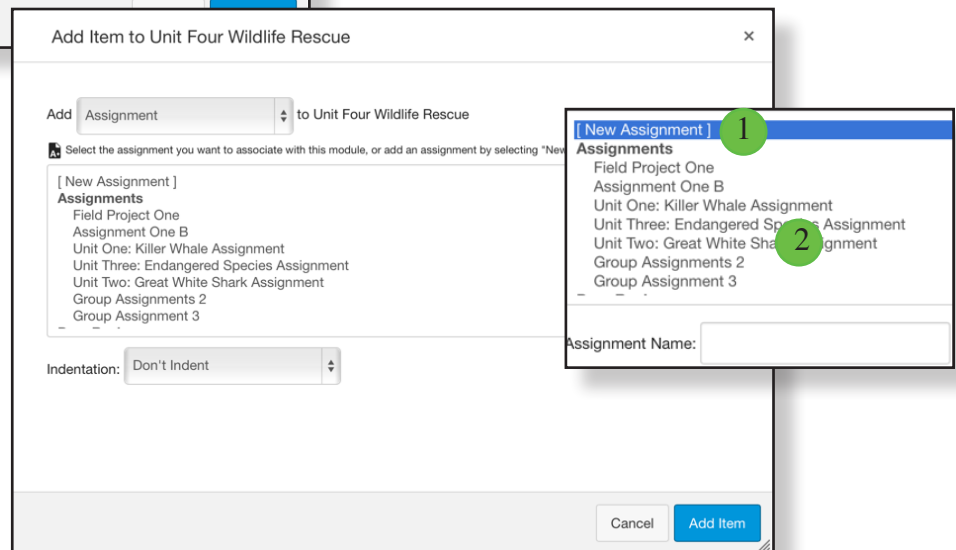 Add Item to Unit Four Wildlife Rescue ×
Add Assignment to Unit Four Wildlife Rescue
Select the assignment you want to associate with this module, or add an assignment by selecting "New
[ New Assignment ]
Assignments
Field Project One
Assignment One B
Unit One: Killer Whale Assignment
Unit Three: Endangered Species Assignment
Unit Two: Great White Shark Assignment
Group Assignments 2
Group Assignment 3
Indentation: Don't Indent
Cancel Add Item
[ New Assignment ] 1
Assignments
Field Project One
Assignment One B
Unit One: Killer Whale Assignment
Unit Three: Endangered Sp Assignment
Unit Two: Great White Sha 2 ignment
Group Assignments 2
Group Assignment 3
Assignment Name: